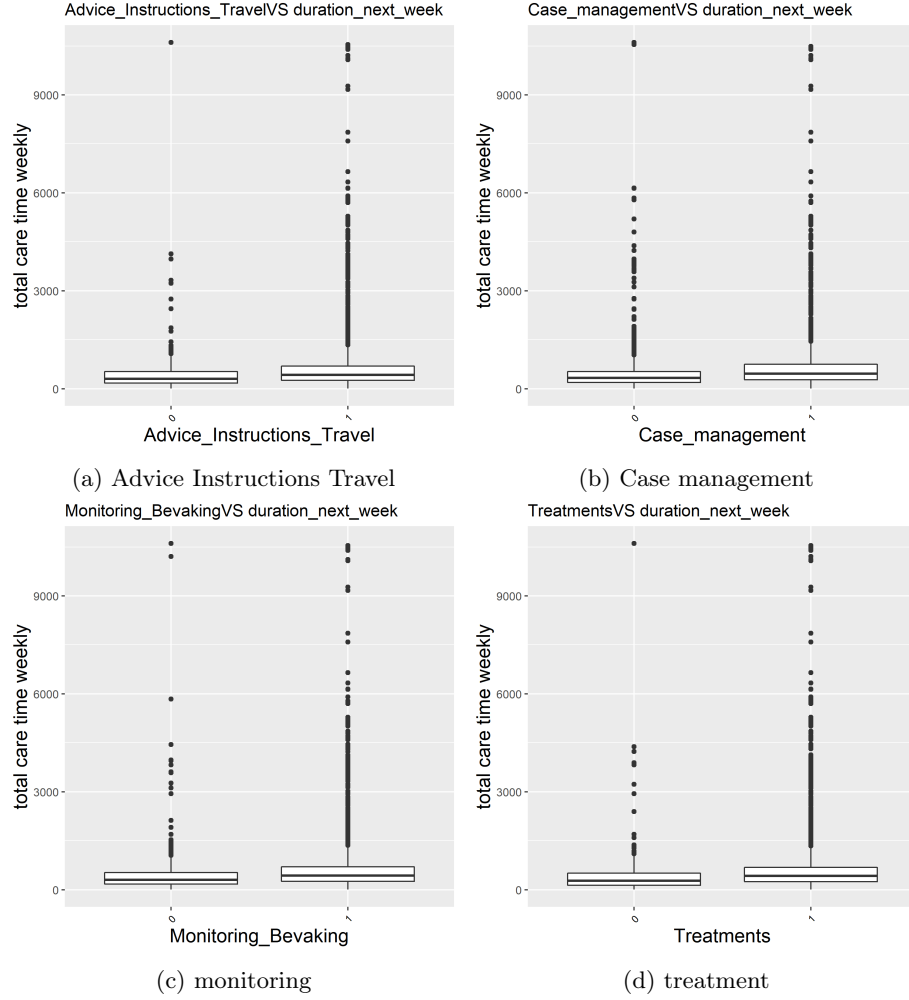 Advice_Instructions_TravelVS duration_next_week
total care time weekly
9000
6000
3000
0
0
1
Advice_Instructions_Travel
(a) Advice Instructions Travel
Case_managementVS duration_next_week
total care time weekly
9000
6000
3000
0
0
1
Case_management
(b) Case management
Monitoring_BevakingVS duration_next_week
total care time weekly
9000
6000
3000
0
0
1
Monitoring_Bevaking
(c) monitoring
TreatmentsVS duration_next_week
total care time weekly
9000
6000
3000
0
0
1
Treatments
(d) treatment